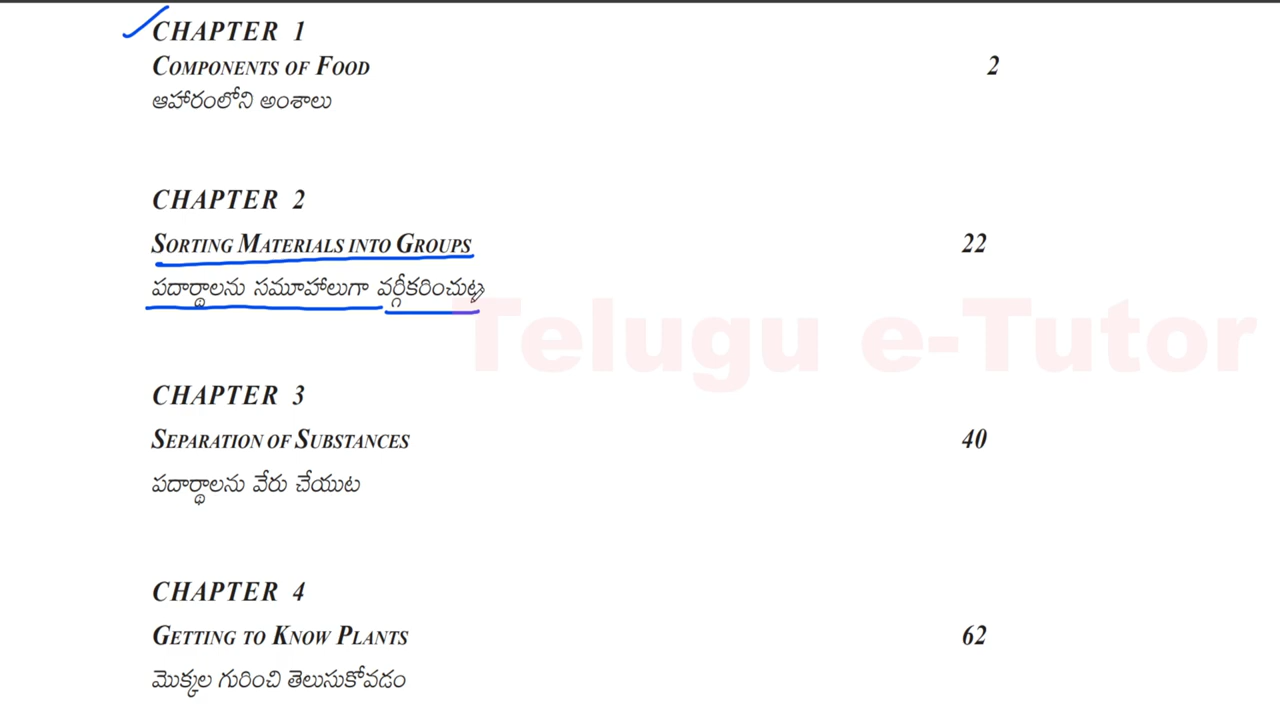 CHAPTER 1
COMPONENTS OF FOOD 2
ఆహారంలోని అంశాలు
CHAPTER 2
SORTING MATERIALS INTO GROUPS 22
పదార్థాలను సమూహాలుగా వర్గీకరించుట
Telugu e-Tutor
CHAPTER 3
SEPARATION OF SUBSTANCES 40
పదార్థాలను వేరు చేయుట
CHAPTER 4
GETTING TO KNOW PLANTS 62
మొక్కల గురించి తెలుసుకోవడం